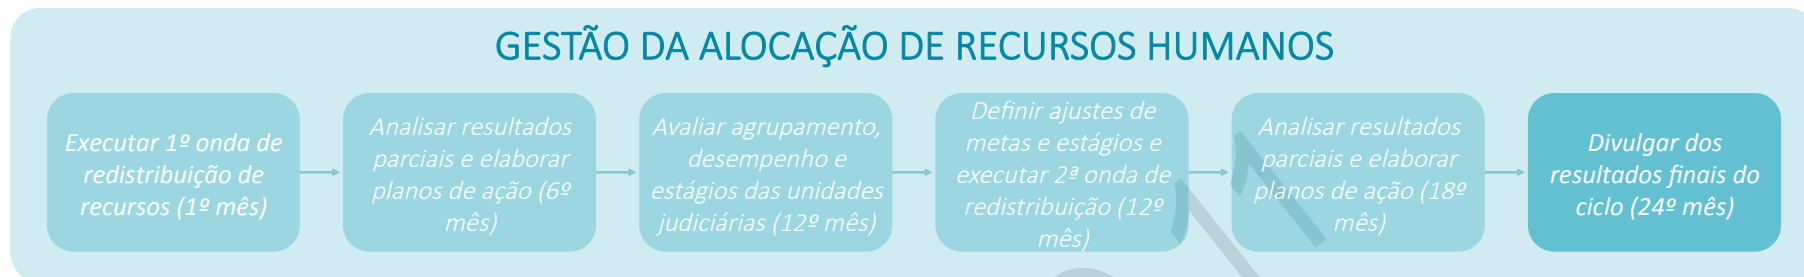 GESTÃO DA ALOCAÇÃO DE RECURSOS HUMANOS
Executar 1º onda de
redistribuição de
recursos (1º mês)
Analisar resultados
parciais e elaborar
planos de ação (6º
mês)
Avaliar agrupamento,
desempenho e
estágios das unidades
judiciárias (12º mês)
Definir ajustes de
metas e estágios e
executar 2ª onda de
redistribuição (12º
mês)
Analisar resultados
parciais e elaborar
planos de ação (18º
mês)
Divulgar dos
resultados finais do
ciclo (24º mês)